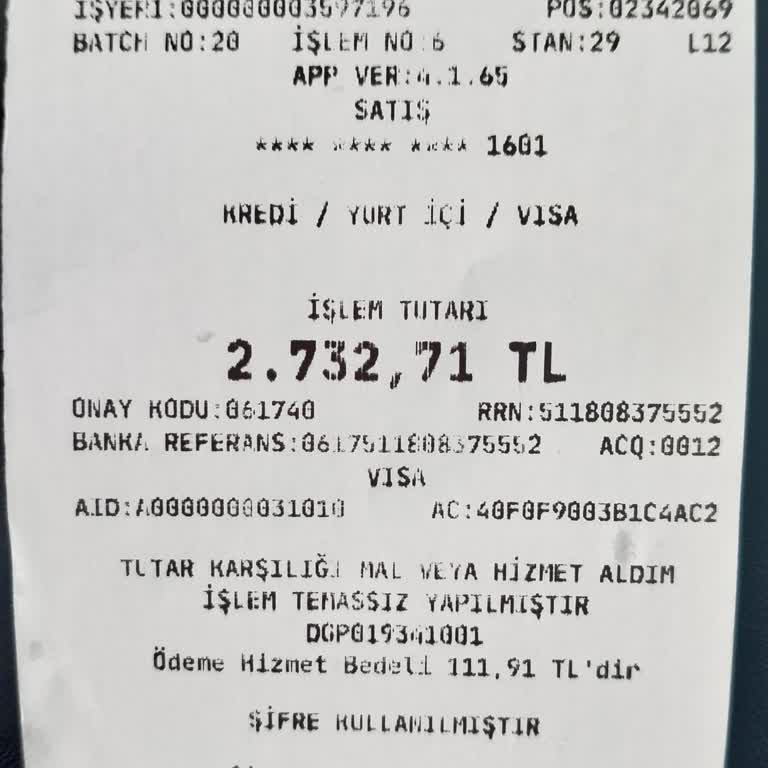 İŞYERİ:000000003597196 POS:02342069
BATCH NO:20 İŞLEM NO:6 STAN:29 L12
APP VER:4.1.65
SATIŞ
**** **** **** 1601
KREDİ / YURT İÇİ / VISA
İŞLEM TUTARI
2.732,71 TL
ONAY KODU:061740 RRN:511808375552
BANKA REFERANS:0617511808375552 ACQ:0012
VISA
AID:A0000000031010 AC:40F0F9003B1C4AC2
TUTAR KARŞILIĞI MAL VEYA HİZMET ALDIM
İŞLEM TEMASSIZ YAPILMIŞTIR
DGP019341001
Ödeme Hizmet Bedeli 111,91 TL'dir
ŞİFRE KULLANILMIŞTIR